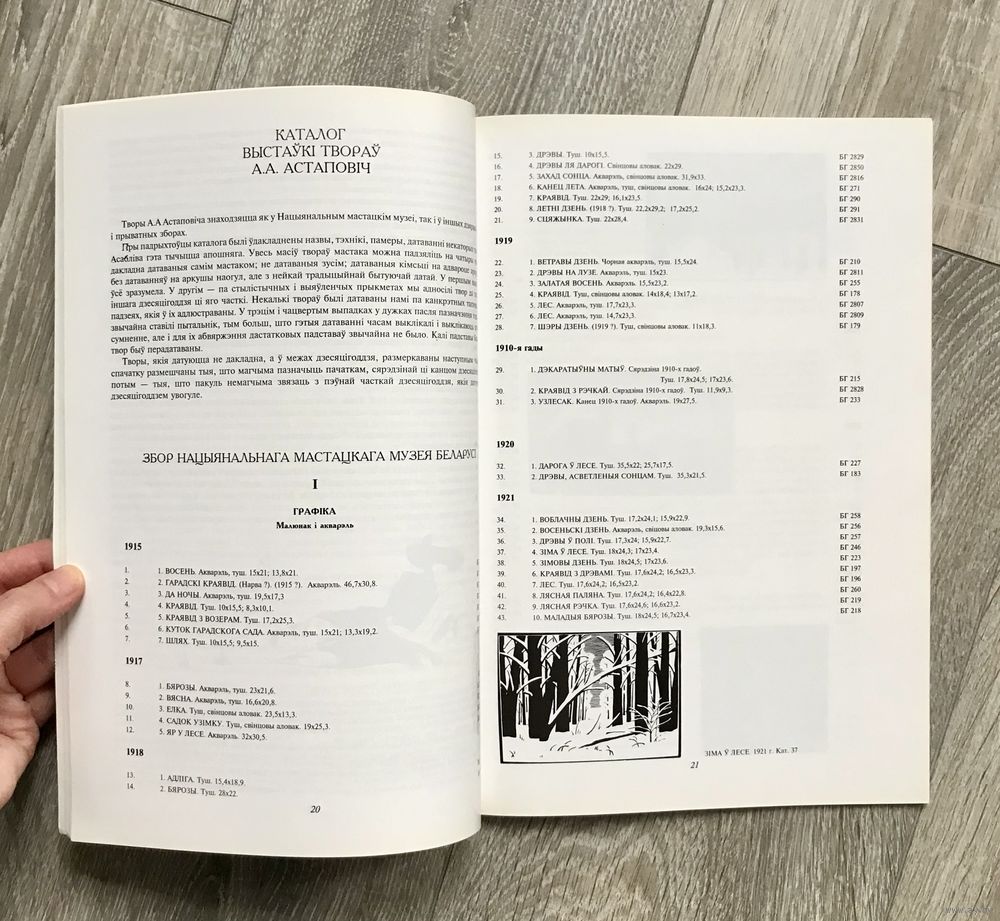 КАТАЛОГ
ВЫСТАЎКІ ТВОРАЎ
А.А. АСТАПОВІЧ
Творы А.А Астаповіча знаходзяцца як у Нацыянальным мастацкім музеі, так і ў іншых
і прыватных зборах.
Пры падрыхтоўцы каталога былі ўдакладнены назвы, тэхнікі, памеры, датаванні некаторых
Асабліва гэта тычыцца апошняга. Увесь масіў твораў мастака можна падзяліць на чатыры
дакладна датаваныя самім мастаком; не датаваныя зусім; датаваныя кімсьці на адвароце
без датаванняў на аркушы наогул, але з нейкай традыцыйнай бытуючай датай. У першым
ўсё зразумела. У другім — па стылістычных і выяўленчых прыкметах мы адносілі твор да
іншага дзесяцігоддзя ці яго часткі. Некалькі твораў былі датаваны намі па канкрэтных
падзеях, якія ў іх адлюстраваны. У трэцім і чацвертым выпадках у дужках пасля пазначэння
звычайна ставілі пытальнік, тым больш, што гэтыя датаванні часам выклікалі і выклікаюць
сумненне, але і для іх абвяржэння дастатковых падставаў звычайна не было. Калі падставы
твор быў перадатаваны.
Творы, якія датуюцца не дакладна, а ў межах дзесяцігоддзя, размеркаваны наступным
спачатку размешчаны тыя, што магчыма пазначыць пачаткам, сярэдзінай ці канцом
потым — тыя, што пакуль немагчыма звязаць з пэўнай часткай дзесяцігоддзя, якія
дзесяцігоддзем увогуле.
ЗБОР НАЦЫЯНАЛЬНАГА МАСТАЦКАГА МУЗЕЯ БЕЛАРУСІ
I
ГРАФІКА
Малюнак і акварэль
1915
1. 1. ВОСЕНЬ. Акварэль, туш. 15х21; 13,8х21.
2. 2. ГАРАДСКІ КРАЯВІД. (Нарва ?). (1915 ?). Акварэль. 46,7х30,8.
3. 3. ДА НОЧЫ. Акварэль, туш. 19,5х17,3
4. 4. КРАЯВІД. Туш. 10х15,5; 8,3х10,1.
5. 5. КРАЯВІД З ВОЗЕРАМ. Туш. 17,2х25,3.
6. 6. КУТОК ГАРАДСКОГА САДА. Акварэль, туш. 15х21; 13,3х19,2.
7. 7. ШЛЯХ. Туш. 10х15,5; 9,5х15.
1917
8. 1. БЯРОЗЫ. Акварэль, туш. 23х21,6.
9. 2. ВЯСНА. Акварэль, туш. 16,6х20,8.
10. 3. ЕЛКА. Туш, свінцовы аловак. 23,5х13,3.
11. 4. САДОК УЗІМКУ. Туш, свінцовы аловак. 19х25,3.
12. 5. ЯР У ЛЕСЕ. Акварэль. 32х30,5.
1918
13. 1. АДЛІГА. Туш. 15,4х18,9.
14. 2. БЯРОЗЫ. Туш. 28х22.
20
15. 3. ДРЭВЫ. Туш. 10х15,5. БГ 2829
16. 4. ДРЭВЫ ЛЯ ДАРОГІ. Свінцовы аловак. 22х29. БГ 2850
17. 5. ЗАХАД СОНЦА. Акварэль, свінцовы аловак. 31,9х33. БГ 2816
18. 6. КАНЕЦ ЛЕТА. Акварэль, туш, свінцовы аловак. 16х24; 15,2х23,3. БГ 271
19. 7. КРАЯВІД. Туш. 22х29; 16,1х23,5. БГ 290
20. 8. ЛЕТНІ ДЗЕНЬ. (1918 ?). Туш. 22,2х29,2; 17,2х25,2. БГ 291
21. 9. СЦЯЖЫНКА. Туш. 22х28,4. БГ 2831
1919
22. 1. ВЕТРАВЫ ДЗЕНЬ. Чорная акварэль, туш. 15,5х24. БГ 210
23. 2. ДРЭВЫ НА ЛУЗЕ. Акварэль, туш. 15х23. БГ 2811
24. 3. ЗАЛАТАЯ ВОСЕНЬ. Акварэль. 15,5х23,2. БГ 255
25. 4. КРАЯВІД. Туш, свінцовы аловак. 14х18,4; 13х17,2. БГ 178
26. 5. ЛЕС. Акварэль, туш. 17,7х23,3. БГ 2807
27. 6. ЛЕС. Акварэль, туш. 14,7х23,3. БГ 2809
28. 7. ШЭРЫ ДЗЕНЬ. (1919 ?). Туш, свінцовы аловак. 11х18,3. БГ 179
1910-я гады
29. 1. ДЭКАРАТЫЎНЫ МАТЫЎ. Сярэдзіна 1910-х гадоў.
Туш. 17,8х24,5; 17х23,6. БГ 215
30. 2. КРАЯВІД З РЭЧКАЙ. Сярэдзіна 1910-х гадоў. Туш. 11,9х9,3. БГ 2828
31. 3. УЗЛЕСАК. Канец 1910-х гадоў. Акварэль. 19х27,5. БГ 233
1920
32. 1. ДАРОГА Ў ЛЕСЕ. Туш. 35,5х22; 25,7х17,5. БГ 227
33. 2. ДРЭВЫ, АСВЕТЛЕНЫЯ СОНЦАМ. Туш. 35,3х21,5. БГ 183
1921
34. 1. ВОБЛАЧНЫ ДЗЕНЬ. Туш. 17,2х24,1; 15,9х22,9. БГ 258
35. 2. ВОСЕНЬСКІ ДЗЕНЬ. Акварэль, свінцовы аловак. 19,3х15,6. БГ 256
36. 3. ДРЭВЫ Ў ПОЛІ. Туш. 17,3х24; 15,9х22,7. БГ 257
37. 4. ЗІМА Ў ЛЕСЕ. Туш. 18х24,3; 17х23,4. БГ 246
38. 5. ЗІМОВЫ ДЗЕНЬ. Туш. 18х24,5; 17х23,4. БГ 223
39. 6. КРАЯВІД З ДРЭВАМІ. Туш. 17,6х24,2; 16,5х23,3. БГ 197
40. 7. ЛЕС. Туш. 17,6х24,2; 16,5х23,2. БГ 196
41. 8. ЛЯСНАЯ ПАЛЯНА. Туш. 17,6х24,2; 16,4х22,8. БГ 260
42. 9. ЛЯСНАЯ РЭЧКА. Туш. 17,6х24,6; 16,6х23,2. БГ 219
43. 10. МАЛАДЫЯ БЯРОЗЫ. Туш. 18х24,5; 16,7х23,4. БГ 218
ЗІМА Ў ЛЕСЕ. 1921 г. Кат. 37
21